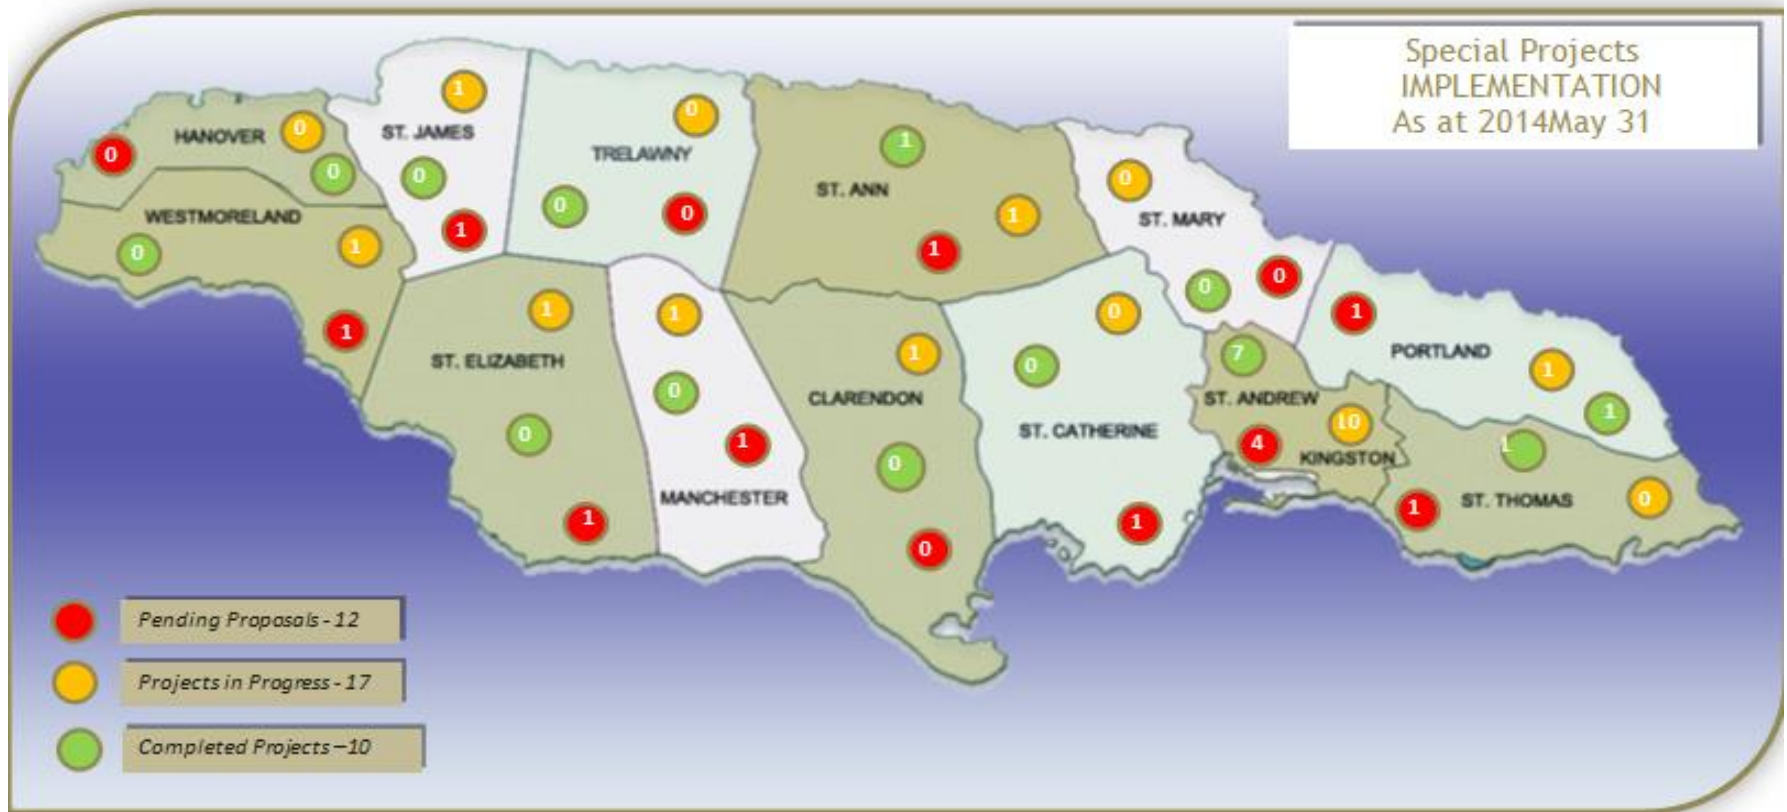 Special Projects
IMPLEMENTATION
As at 2014May 31
HANOVER
0
0
0
ST. JAMES
1
0
1
TRELAWNY
0
0
0
ST. ANN
1
1
1
ST. MARY
0
0
0
WESTMORELAND
0
1
1
ST. ELIZABETH
1
0
1
MANCHESTER
1
0
1
CLARENDON
1
0
0
ST. CATHERINE
0
0
1
ST. ANDREW
7
10
4
KINGSTON
PORTLAND
1
1
1
ST. THOMAS
1
1
0
Pending Proposals - 12
Projects in Progress - 17
Completed Projects – 10